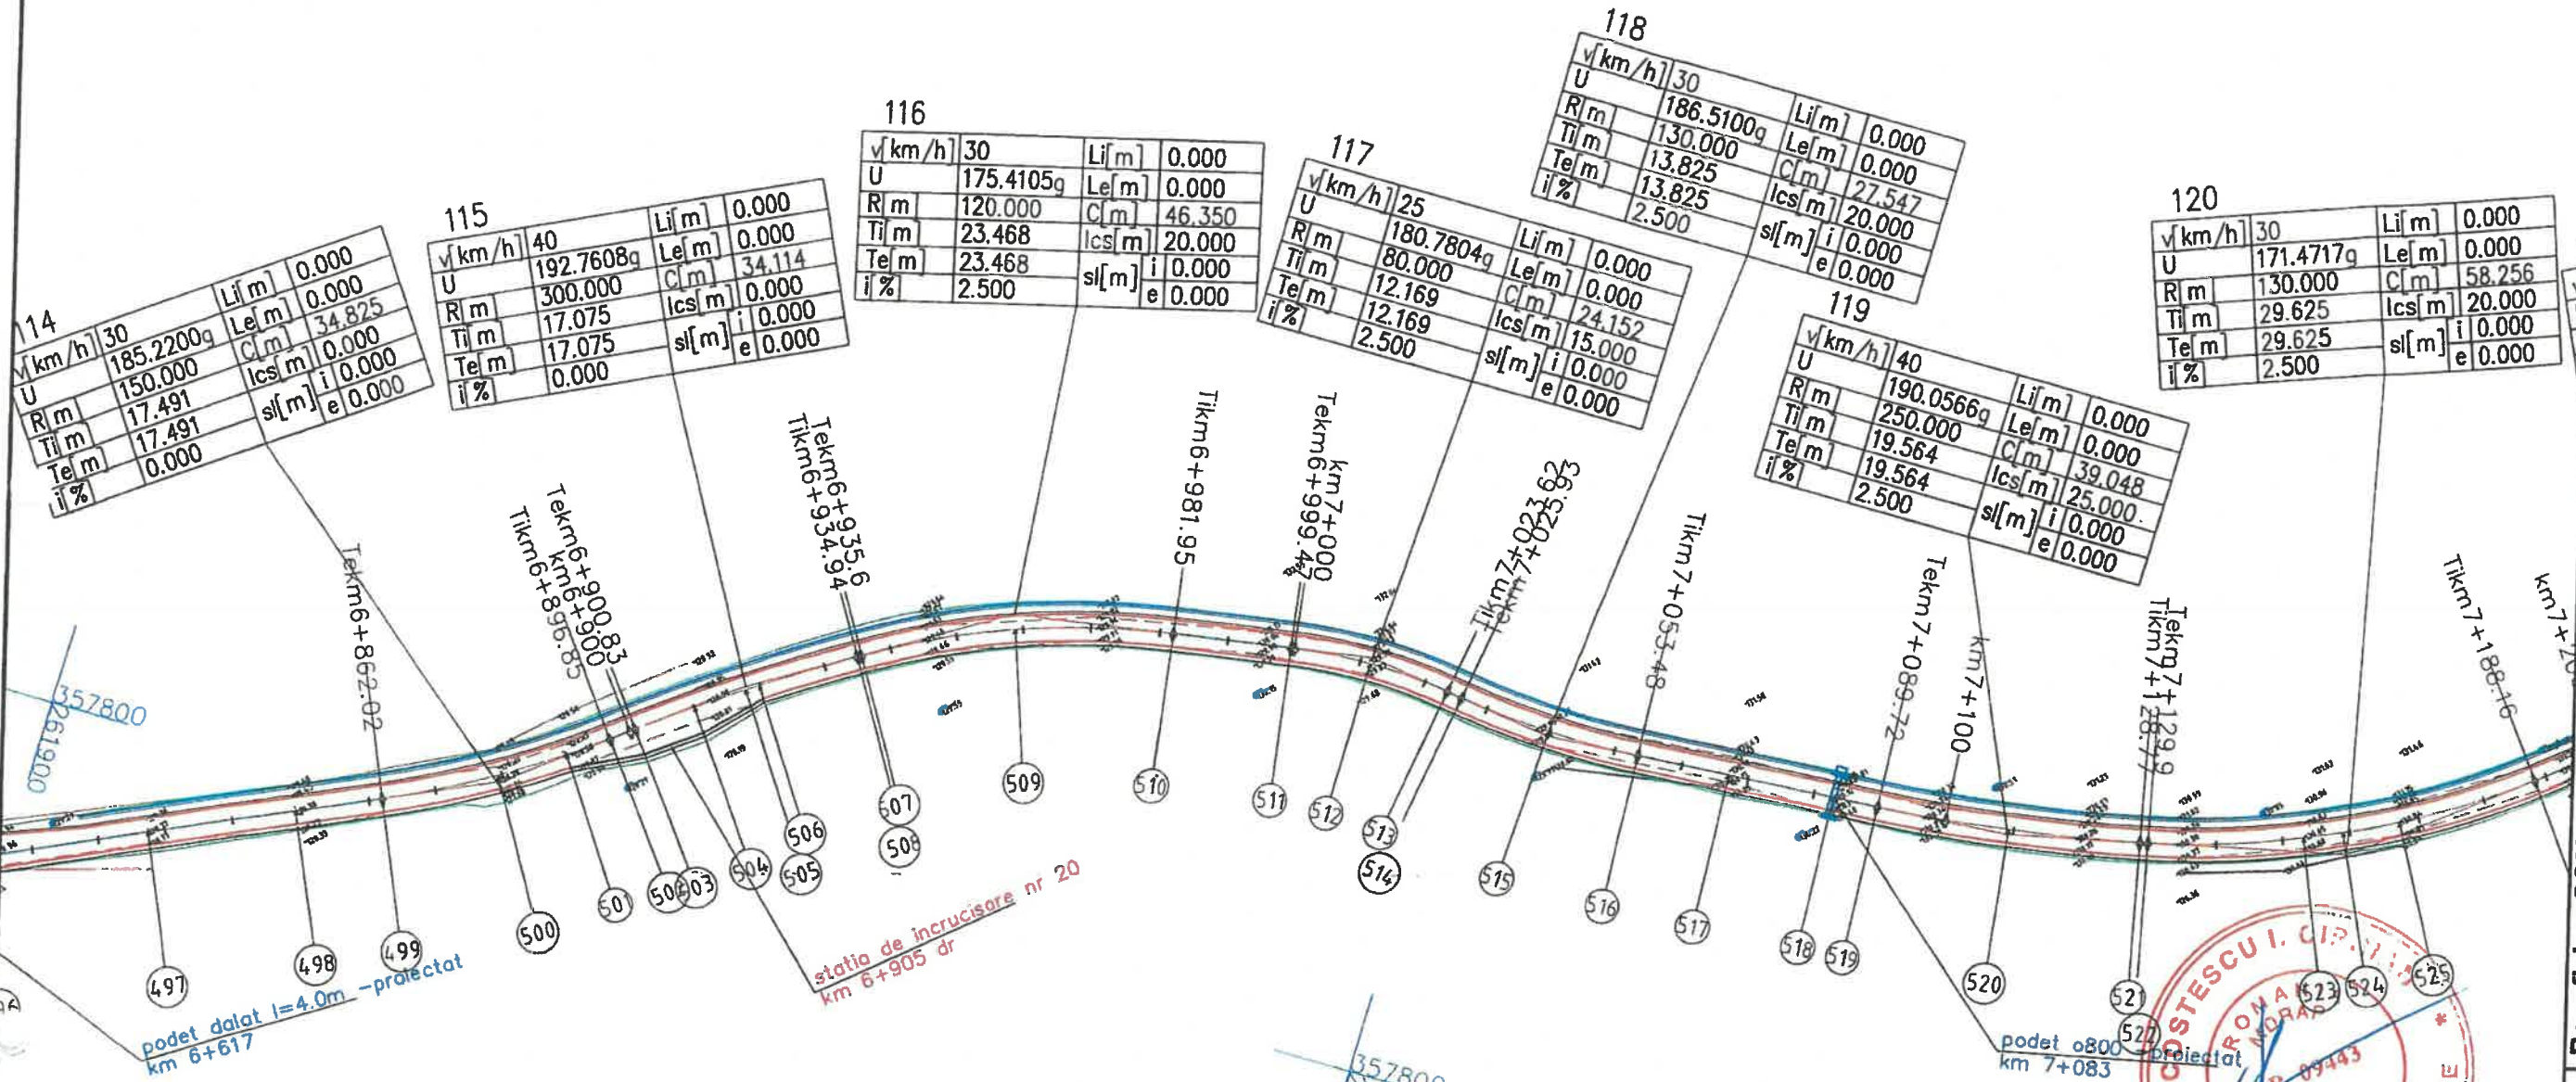 114
v[km/h] 30 Li[m] 0.000
U 185.2200g Le[m] 0.000
R[m] 150.000 C[m] 34.825
Ti[m] 17.491 lcs[m] 0.000
Te[m] 17.491 sl[m] i 0.000
i[%] 0.000 e 0.000
115
v[km/h] 40 Li[m] 0.000
U 192.7608g Le[m] 0.000
R[m] 300.000 C[m] 34.114
Ti[m] 17.075 lcs[m] 0.000
Te[m] 17.075 sl[m] i 0.000
i[%] 0.000 e 0.000
116
v[km/h] 30 Li[m] 0.000
U 175.4105g Le[m] 0.000
R[m] 120.000 C[m] 46.350
Ti[m] 23.468 lcs[m] 20.000
Te[m] 23.468 sl[m] i 0.000
i[%] 2.500 e 0.000
117
v[km/h] 25 Li[m] 0.000
U 180.7804g Le[m] 0.000
R[m] 80.000 C[m] 24.152
Ti[m] 12.169 lcs[m] 15.000
Te[m] 12.169 sl[m] i 0.000
i[%] 2.500 e 0.000
118
v[km/h] 30 Li[m] 0.000
U 186.5100g Le[m] 0.000
R[m] 130.000 C[m] 27.547
Ti[m] 13.825 lcs[m] 20.000
Te[m] 13.825 sl[m] i 0.000
i[%] 2.500 e 0.000
119
v[km/h] 40 Li[m] 0.000
U 190.0566g Le[m] 0.000
R[m] 250.000 C[m] 39.048
Ti[m] 19.564 lcs[m] 25.000
Te[m] 19.564 sl[m] i 0.000
i[%] 2.500 e 0.000
120
v[km/h] 30 Li[m] 0.000
U 171.4717g Le[m] 0.000
R[m] 130.000 C[m] 58.256
Ti[m] 29.625 lcs[m] 20.000
Te[m] 29.625 sl[m] i 0.000
i[%] 2.500 e 0.000
Tekm6+862.02
Tikm6+896.85
km6+900
Tekm6+900.83
Tikm6+934.94
Tekm6+935.6
Tikm6+981.95
Tekm6+999.47
km7+000
Tikm7+023.62
Tekm7+025.93
Tikm7+053.48
Tekm7+089.72
km7+100
Tikm7+128.77
Tekm7+129.9
Tikm7+188.16
357800
261900
497
498
499
500
501
503
504
505
506
507
508
509
510
511
512
513
514
515
516
517
518
519
520
521
522
523
524
525
podet dalat l=4.0m -proiectat
km 6+617
statia de incrucisare nr 20
km 6+905 dr
podet o800 -proiectat
km 7+083
357800
COSTESCU I.
09443